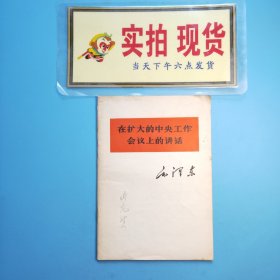 实拍 现货
当天下午六点发货
在扩大的中央工作
会议上的讲话
毛泽东